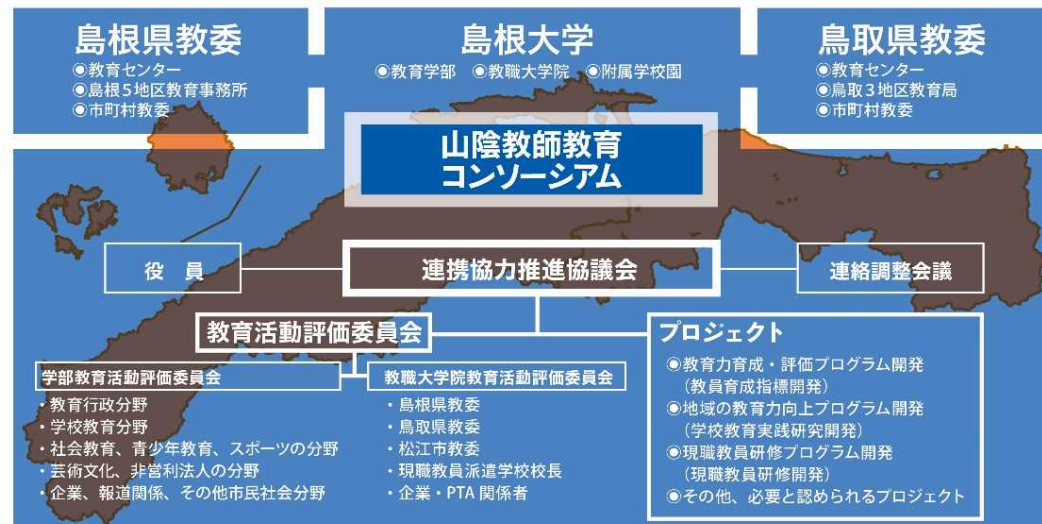 島根県教委
◉教育センター
◉島根5地区教育事務所
◉市町村教委
島根大学
◉教育学部 ◉教職大学院 ◉附属学校園
鳥取県教委
◉教育センター
◉鳥取3地区教育局
◉市町村教委
山陰教師教育
コンソーシアム
役 員
連携協力推進協議会
連絡調整会議
教育活動評価委員会
学部教育活動評価委員会
・教育行政分野
・学校教育分野
・社会教育、青少年教育、スポーツの分野
・芸術文化、非営利法人の分野
・企業、報道関係、その他市民社会分野
教職大学院教育活動評価委員会
・島根県教委
・鳥取県教委
・松江市教委
・現職教員派遣学校校長
・企業・PTA 関係者
プロジェクト
◉教育力育成・評価プログラム開発
(教員育成指標開発)
◉地域の教育力向上プログラム開発
(学校教育実践研究開発)
◉現職教員研修プログラム開発
(現職教員研修開発)
◉その他、必要と認められるプロジェクト